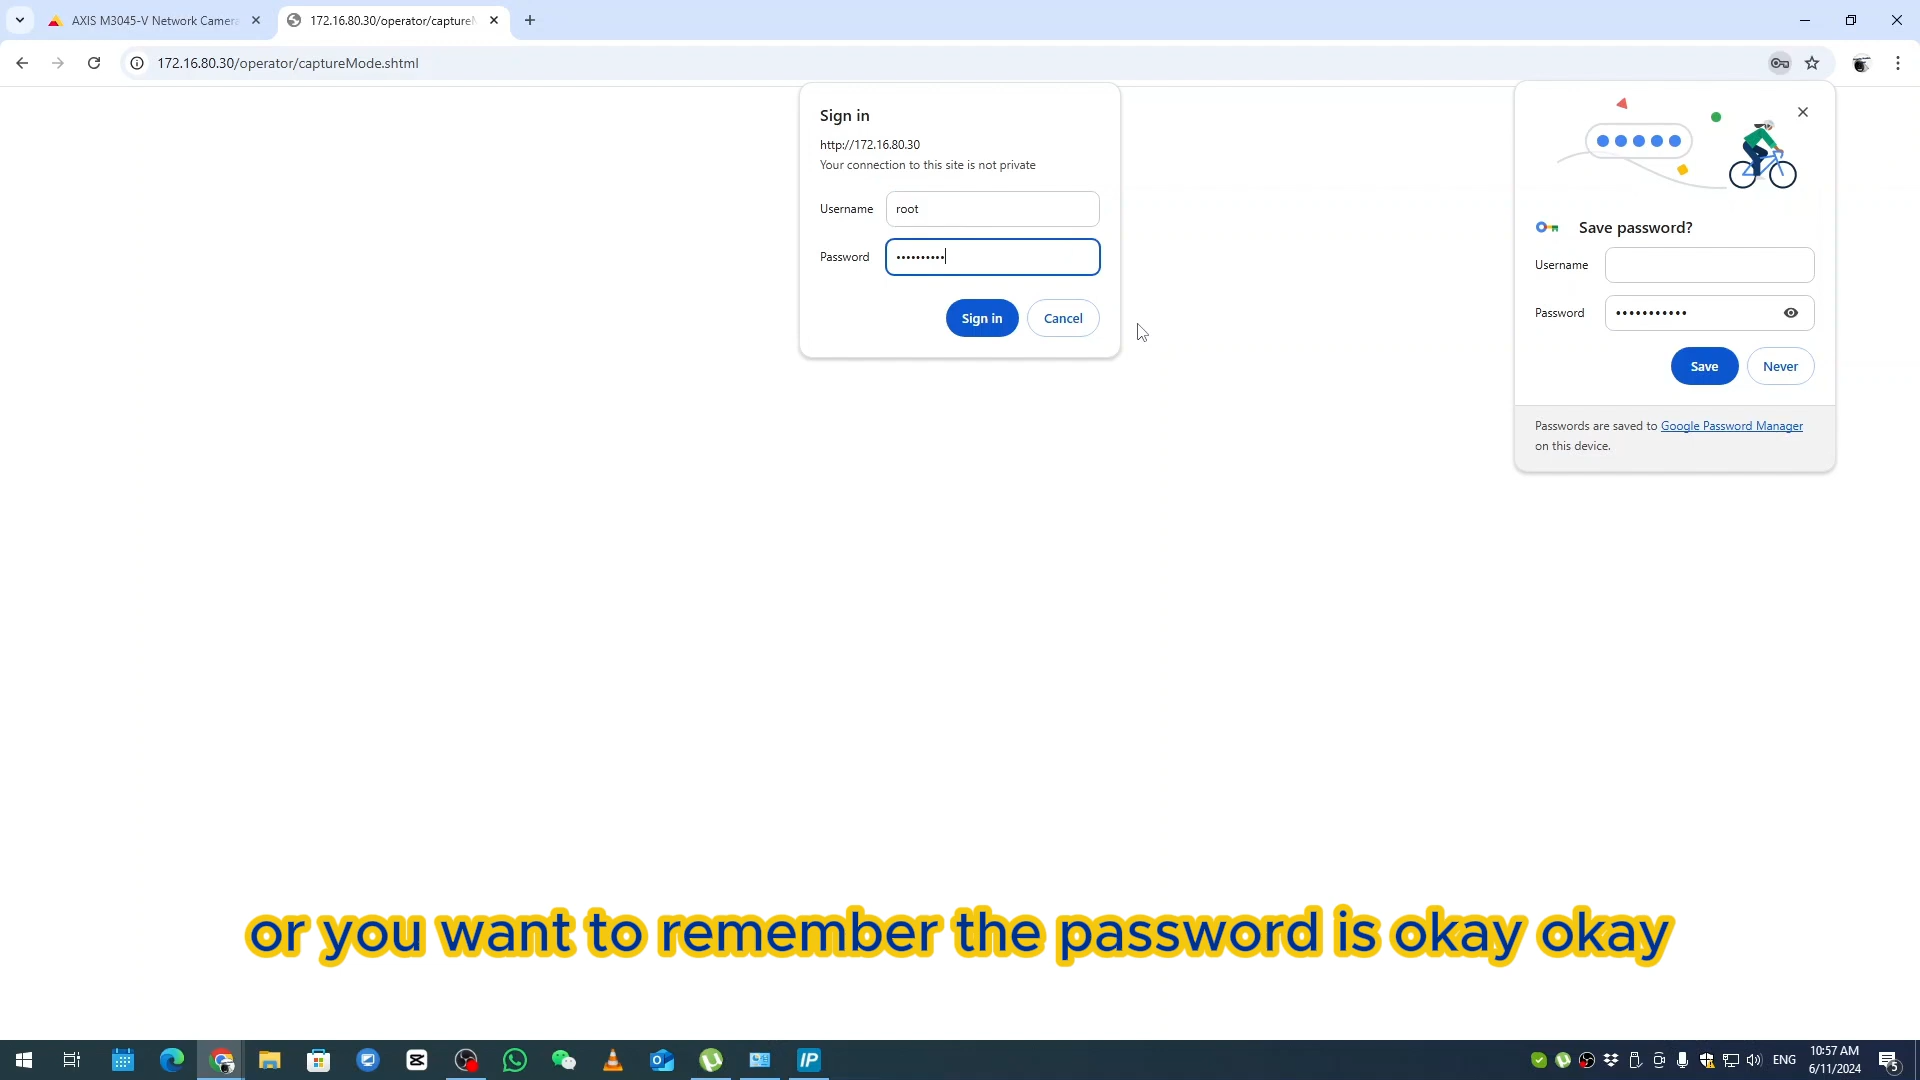 AXIS M3045-V Network Camera
172.16.80.30/operator/captureM
172.16.80.30/operator/captureMode.shtml
Sign in
http://172.16.80.30
Your connection to this site is not private
Username
root
Password
••••••••••
Sign in
Cancel
Save password?
Username
Password
•••••••••••
Save
Never
Passwords are saved to Google Password Manager
on this device.
or you want to remember the password is okay okay
IP
ENG
10:57 AM
6/11/2024
5